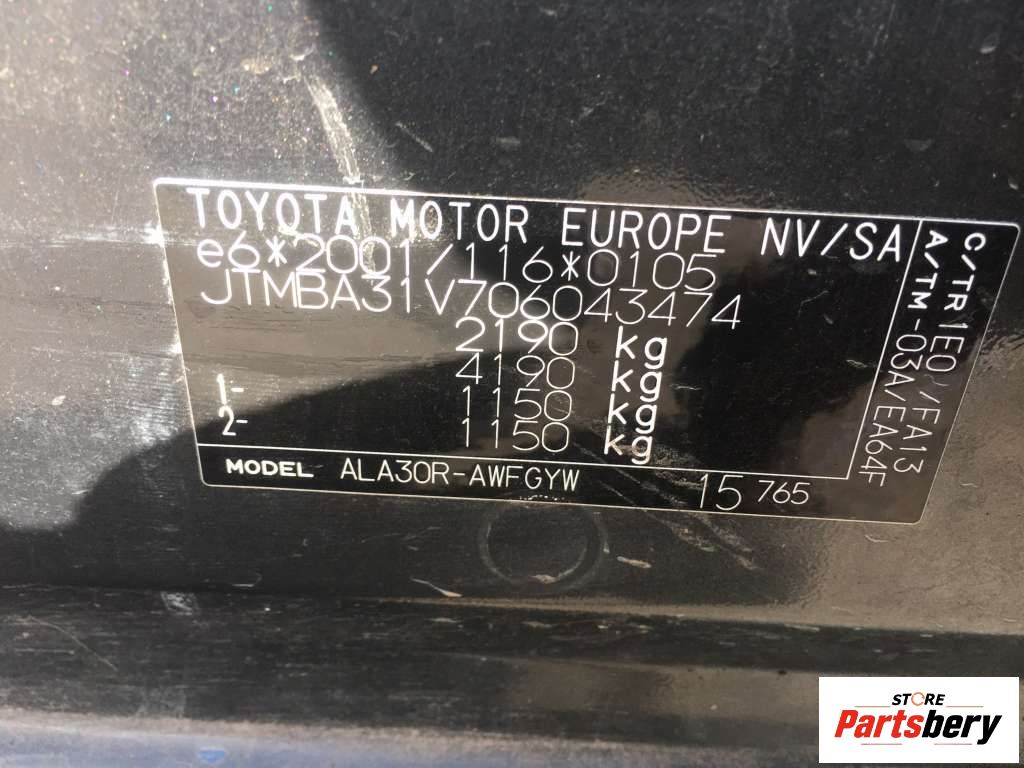 TOYOTA MOTOR EUROPE NV/SA
e6*2001/116*0105
JTMBA31V706043474
2190 kg
4190 kg
1- 1150 kg
2- 1150 kg
MODEL ALA30R-AWFGYW 15 765
C/TR 1E0/FA13
A/TM -03A/EA64F
STORE
Partsbery